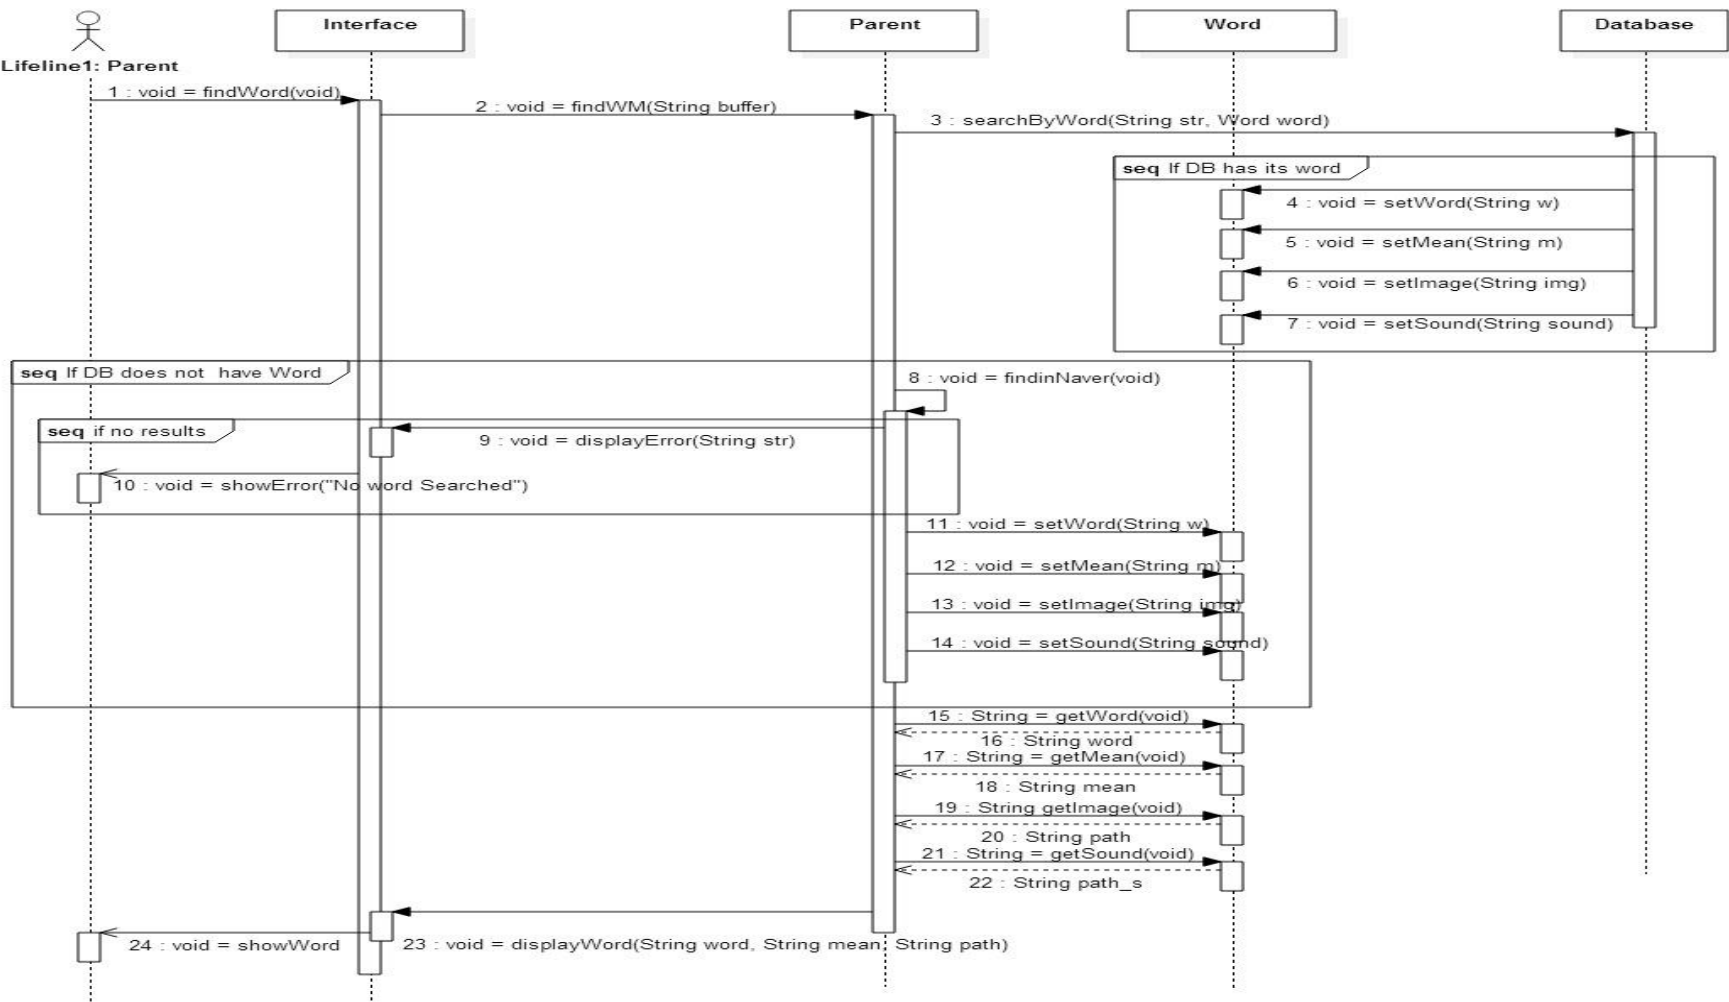 Interface
Parent
Word
Database
Lifeline1: Parent
1 : void = findWord(void)
2 : void = findWM(String buffer)
3 : searchByWord(String str, Word word)
seq If DB has its word
4 : void = setWord(String w)
5 : void = setMean(String m)
6 : void = setImage(String img)
7 : void = setSound(String sound)
seq If DB does not have Word
8 : void = findinNaver(void)
seq if no results
9 : void = displayError(String str)
10 : void = showError("No word Searched")
11 : void = setWord(String w)
12 : void = setMean(String m)
13 : void = setImage(String img)
14 : void = setSound(String sound)
15 : String = getWord(void)
16 : String word
17 : String = getMean(void)
18 : String mean
19 : String getImage(void)
20 : String path
21 : String = getSound(void)
22 : String path_s
24 : void = showWord
23 : void = displayWord(String word, String mean, String path)